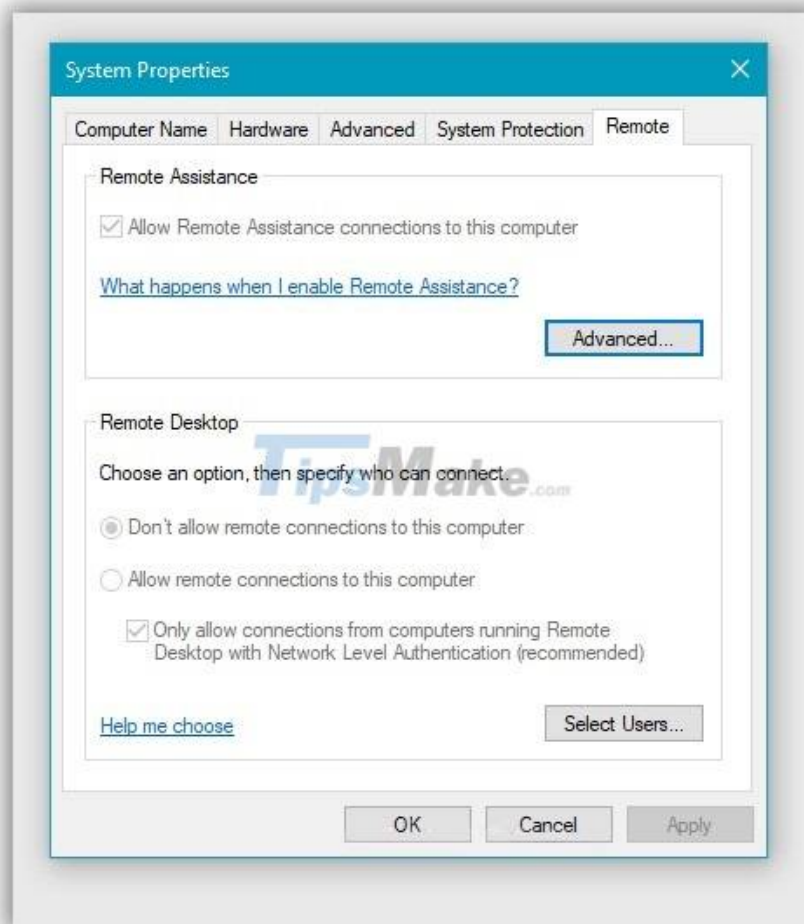 System Properties
Computer Name Hardware Advanced System Protection Remote
Remote Assistance
Allow Remote Assistance connections to this computer
What happens when I enable Remote Assistance?
Advanced...
Remote Desktop
TipsMake.com
Choose an option, then specify who can connect.
Don't allow remote connections to this computer
Allow remote connections to this computer
Only allow connections from computers running Remote
Desktop with Network Level Authentication (recommended)
Help me choose Select Users...
OK Cancel Apply